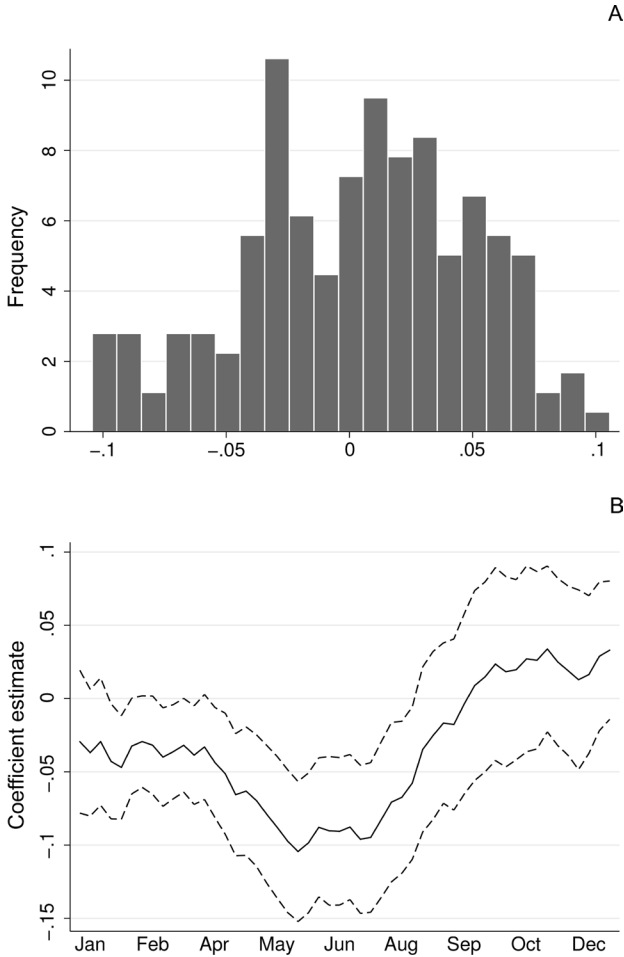 A
Frequency
10
8
6
4
2
0
−.1 −.05 0 .05 .1
B
Coefficient estimate
.1
.05
0
−.05
−.1
−.15
Jan Feb Apr May Jun Aug Sep Oct Dec